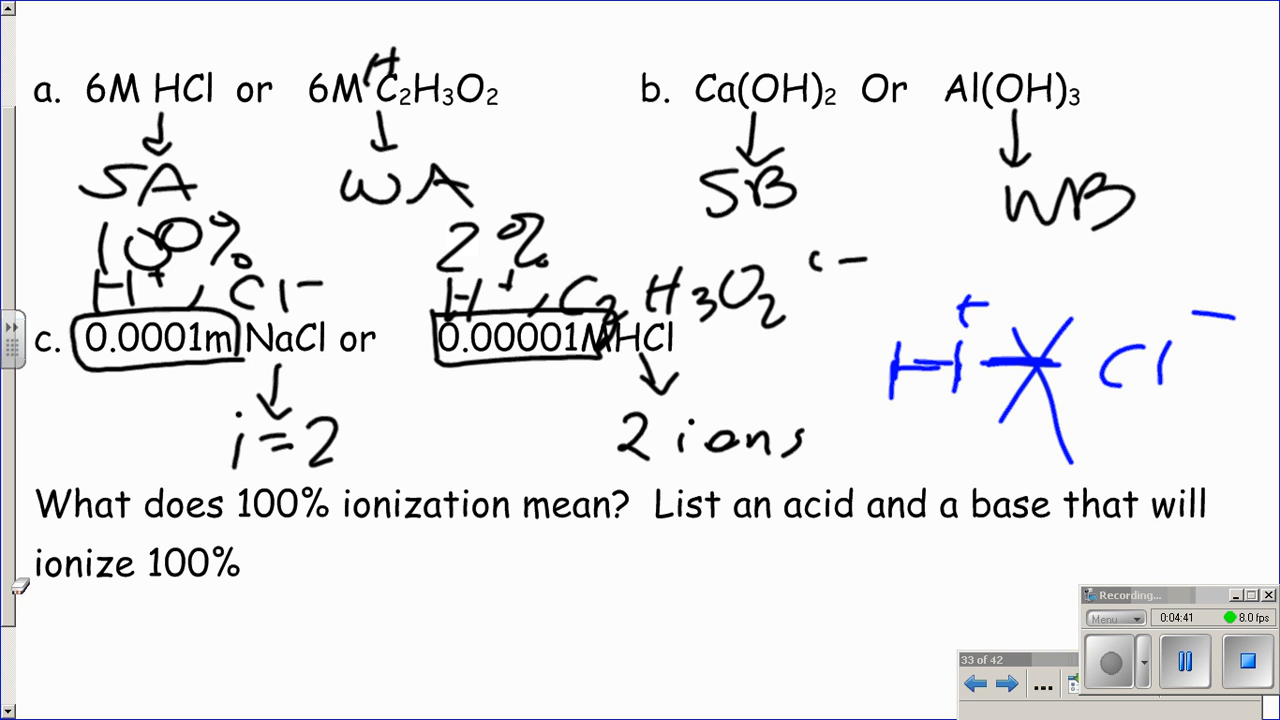 a. 6M HCl or 6M HC₂H₃O₂ b. Ca(OH)₂ Or Al(OH)₃
SA WA SB WB
100% 2%
H⁺, Cl⁻ H⁺, C₂H₃O₂⁻
c. 0.0001m NaCl or 0.00001M HCl
H⁺ Cl⁻
i=2 2 ions
What does 100% ionization mean? List an acid and a base that will
ionize 100%
Recording...
Menu 0:04:41 8.0 fps
33 of 42
...